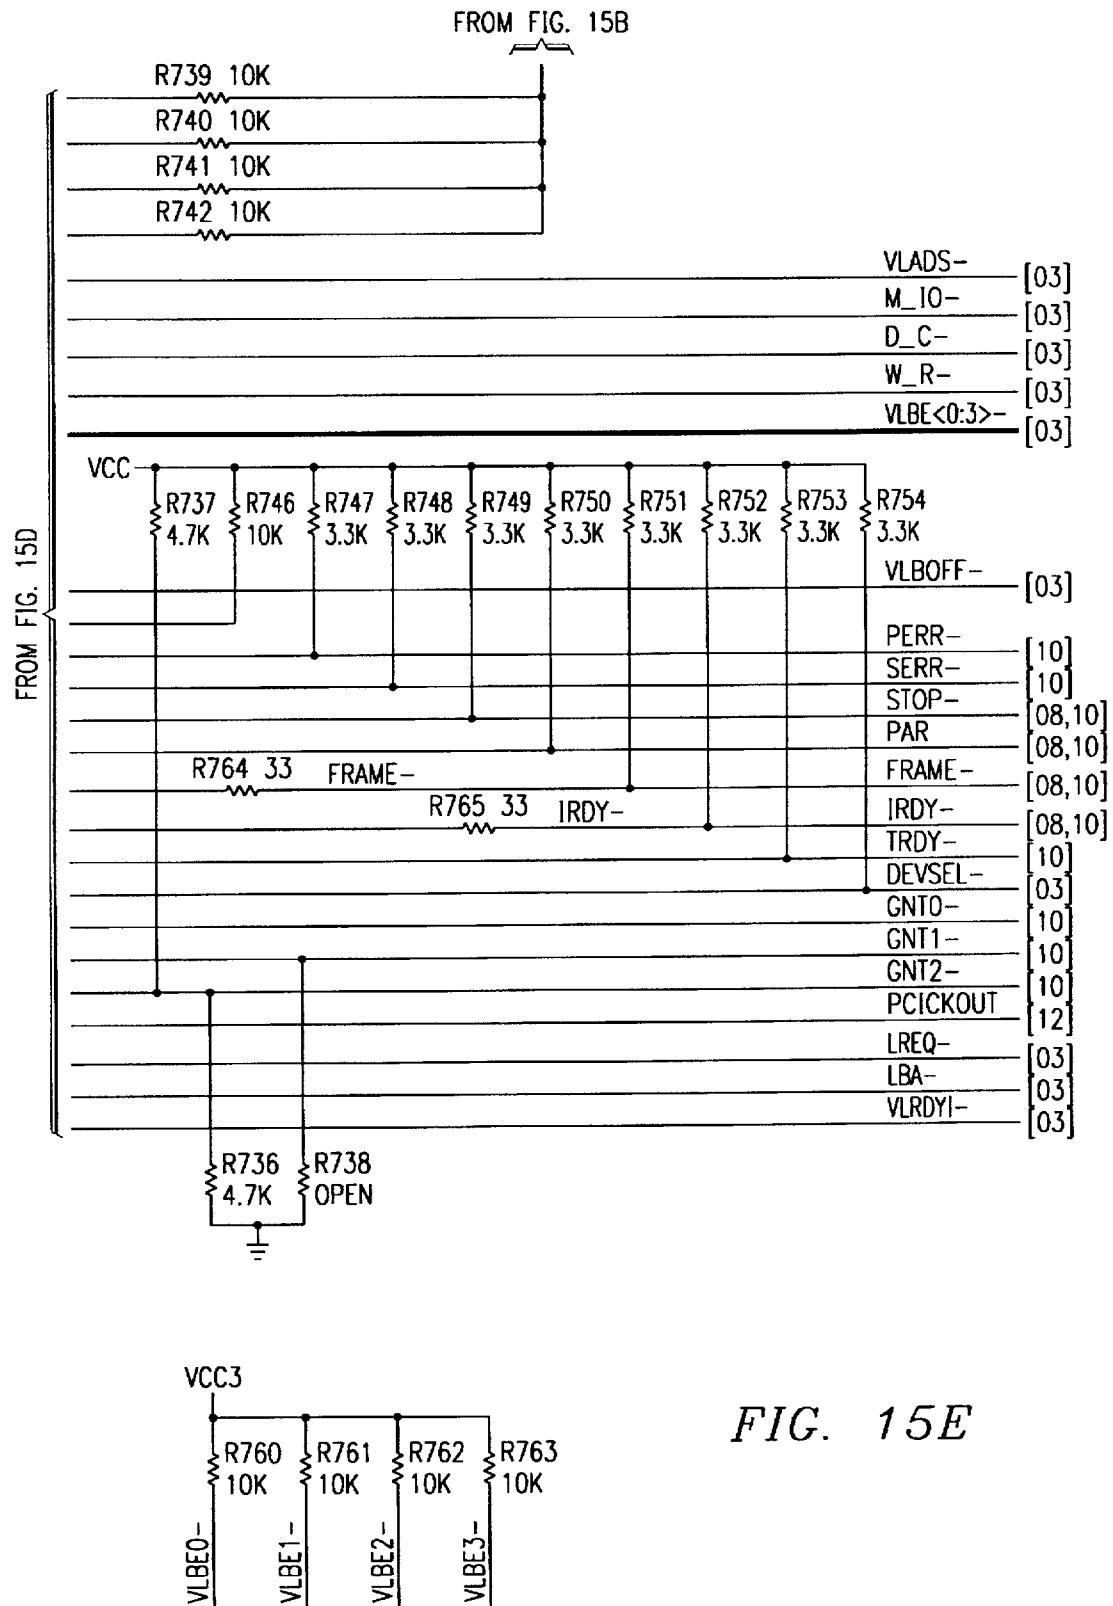 FROM FIG. 15B
R739 10K
R740 10K
R741 10K
R742 10K
VLADS- [03]
M_IO- [03]
D_C- [03]
W_R- [03]
VLBE<0:3>- [03]
VCC
R737 R746 R747 R748 R749 R750 R751 R752 R753 R754
4.7K 10K 3.3K 3.3K 3.3K 3.3K 3.3K 3.3K 3.3K 3.3K
FROM FIG. 15D
VLBOFF- [03]
PERR- [10]
SERR- [10]
STOP- [08,10]
PAR [08,10]
R764 33 FRAME- FRAME- [08,10]
R765 33 IRDY- IRDY- [08,10]
TRDY- [10]
DEVSEL- [03]
GNT0- [10]
GNT1- [10]
GNT2- [10]
PCICKOUT [12]
LREQ- [03]
LBA- [03]
VLRDYI- [03]
R736 R738
4.7K OPEN
VCC3
R760 R761 R762 R763
10K 10K 10K 10K
VLBE0- VLBE1- VLBE2- VLBE3-
FIG. 15E